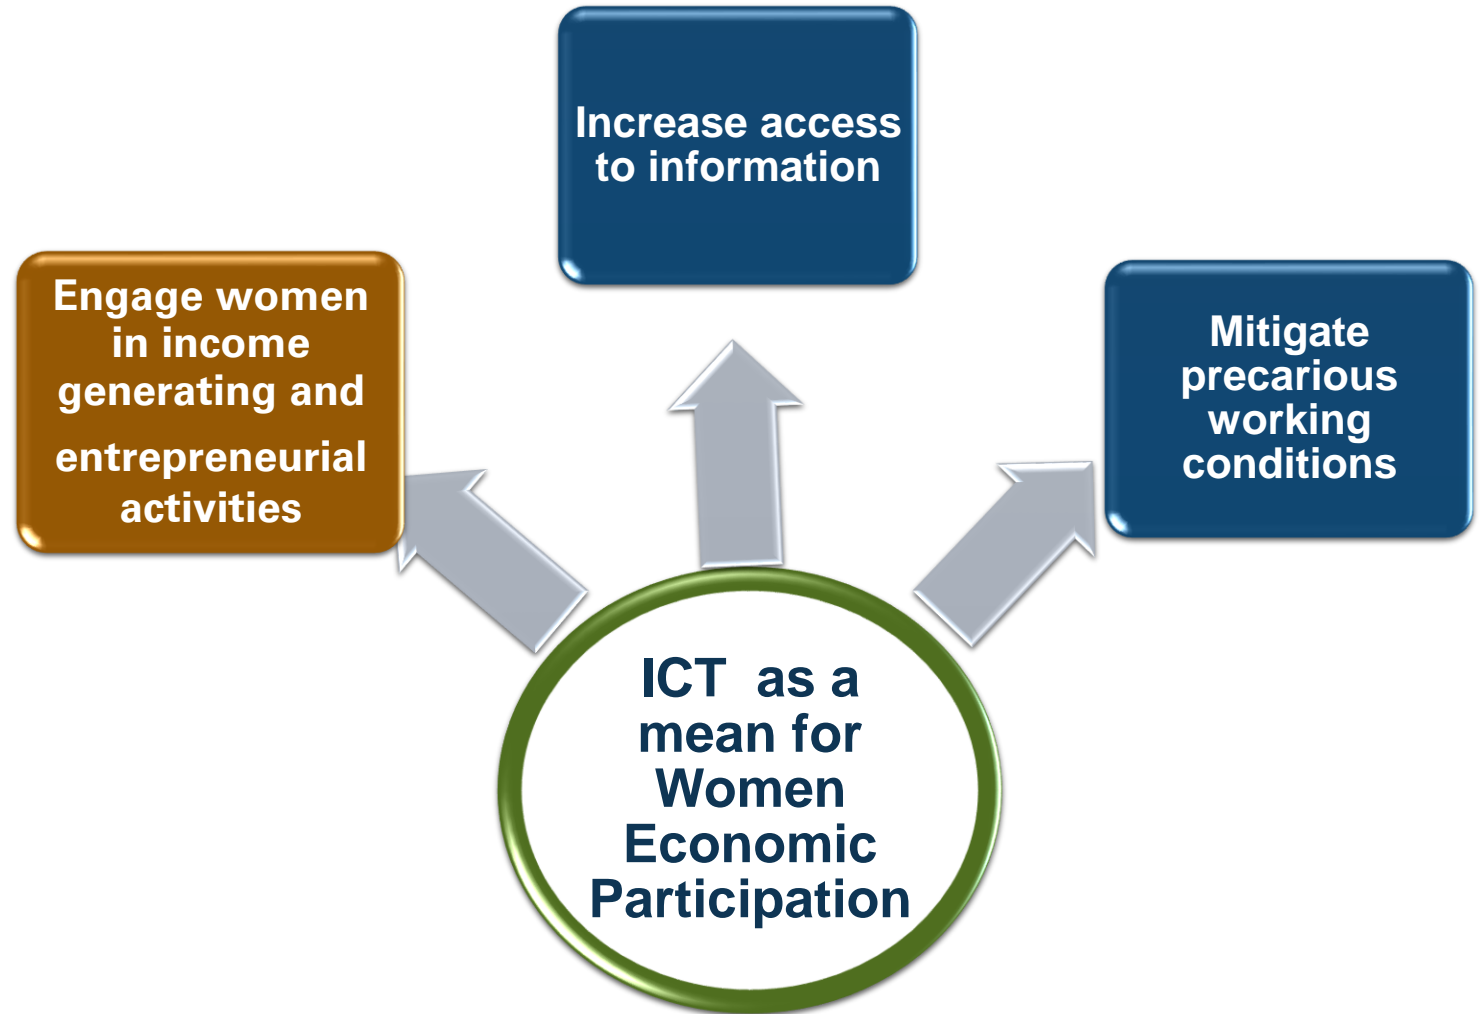 Increase access
to information
Engage women
in income
generating and
entrepreneurial
activities
Mitigate
precarious
working
conditions
ICT as a
mean for
Women
Economic
Participation